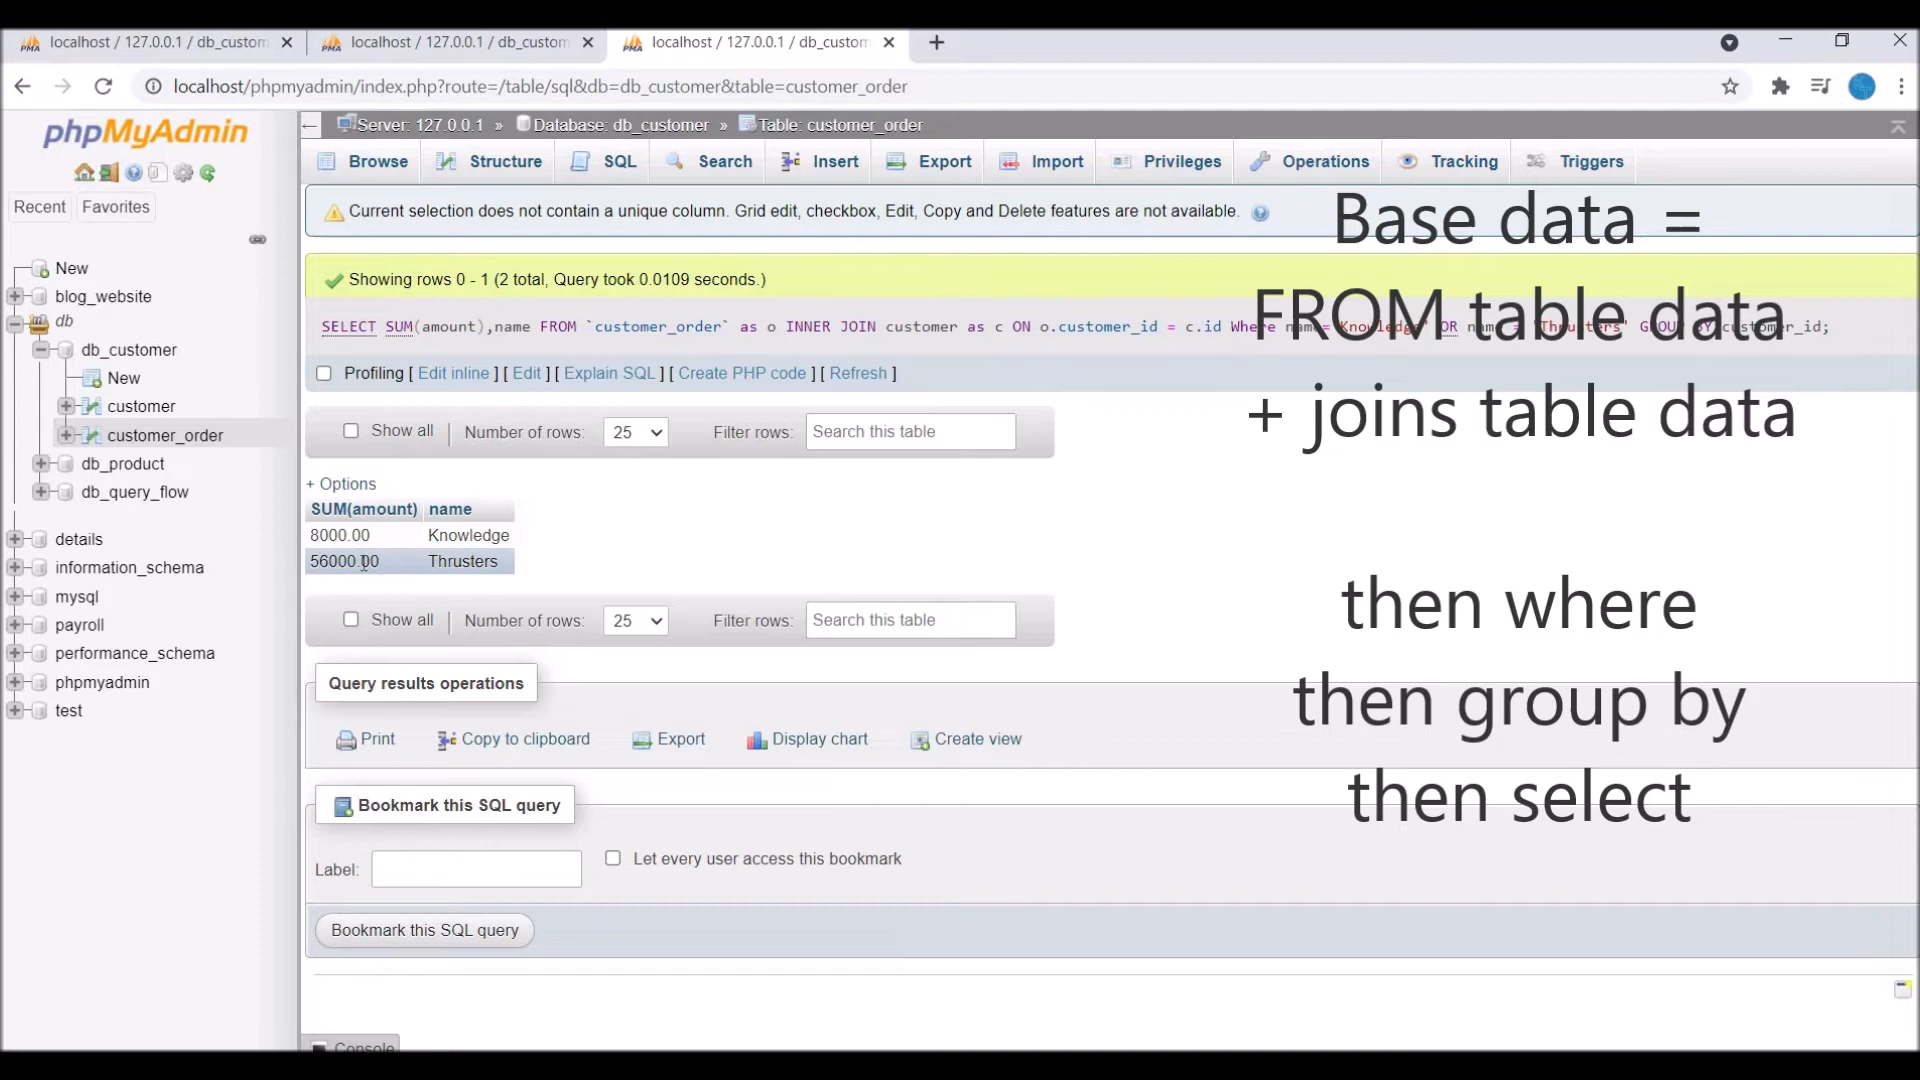 localhost / 127.0.0.1 / db_custom
localhost / 127.0.0.1 / db_custom
localhost / 127.0.0.1 / db_custom
localhost/phpmyadmin/index.php?route=/table/sql&db=db_customer&table=customer_order
phpMyAdmin
Recent Favorites
New
blog_website
db
db_customer
New
customer
customer_order
db_product
db_query_flow
details
information_schema
mysql
payroll
performance_schema
phpmyadmin
test
Server: 127.0.0.1 » Database: db_customer » Table: customer_order
Browse Structure SQL Search Insert Export Import Privileges Operations Tracking Triggers
Current selection does not contain a unique column. Grid edit, checkbox, Edit, Copy and Delete features are not available.
Showing rows 0 - 1 (2 total, Query took 0.0109 seconds.)
SELECT SUM(amount),name FROM `customer_order` as o INNER JOIN customer as c ON o.customer_id = c.id Where name='Knowledge' OR name = 'Thrusters' GROUP BY customer_id;
Profiling [ Edit inline ] [ Edit ] [ Explain SQL ] [ Create PHP code ] [ Refresh ]
Show all Number of rows: 25 Filter rows: Search this table
+ Options
SUM(amount) name
8000.00 Knowledge
56000.00 Thrusters
Show all Number of rows: 25 Filter rows: Search this table
Query results operations
Print Copy to clipboard Export Display chart Create view
Bookmark this SQL query
Label: Let every user access this bookmark
Bookmark this SQL query
Console
Base data =
FROM table data
+ joins table data
then where
then group by
then select